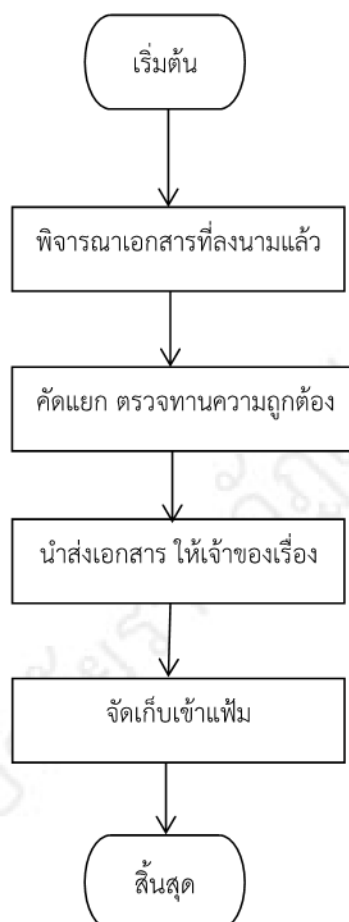 เริ่มต้น
พิจารณาเอกสารที่ลงนามแล้ว
คัดแยก ตรวจทานความถูกต้อง
นำส่งเอกสาร ให้เจ้าของเรื่อง
จัดเก็บเข้าแฟ้ม
สิ้นสุด